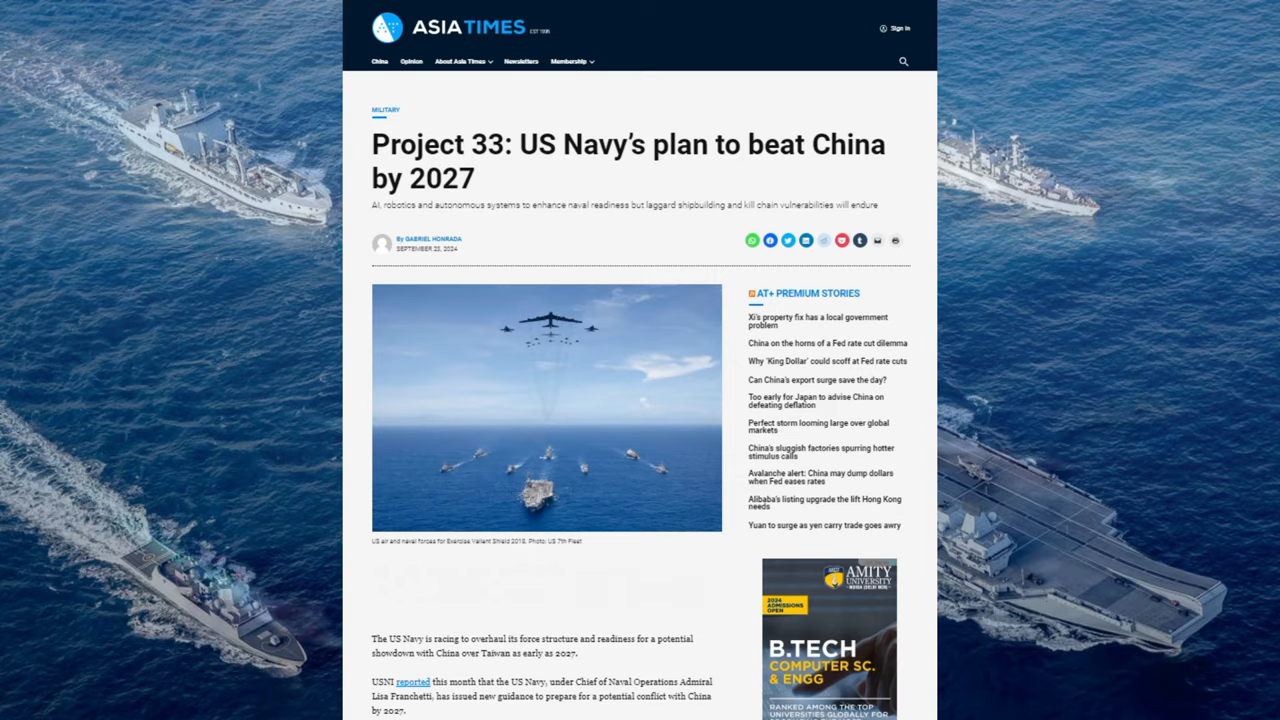 ASIA TIMES EST 1995
Sign in
China
Opinion
About Asia Times
Newsletters
Membership
MILITARY
Project 33: US Navy's plan to beat China
by 2027
AI, robotics and autonomous systems to enhance naval readiness but laggard shipbuilding and kill chain vulnerabilities will endure
By GABRIEL HONRADA
SEPTEMBER 23, 2024
US air and naval forces for Exercise Valiant Shield 2018. Photo: US 7th Fleet
The US Navy is racing to overhaul its force structure and readiness for a potential
showdown with China over Taiwan as early as 2027.
USNI reported this month that the US Navy, under Chief of Naval Operations Admiral
Lisa Franchetti, has issued new guidance to prepare for a potential conflict with China
by 2027.
AT+ PREMIUM STORIES
Xi's property fix has a local government
problem
China on the horns of a Fed rate cut dilemma
Why 'King Dollar' could scoff at Fed rate cuts
Can China's export surge save the day?
Too early for Japan to advise China on
defeating deflation
Perfect storm looming large over global
markets
China's sluggish factories spurring hotter
stimulus calls
Avalanche alert: China may dump dollars
when Fed eases rates
Alibaba's listing upgrade the lift Hong Kong
needs
Yuan to surge as yen carry trade goes awry
AMITY
UNIVERSITY
2024
ADMISSIONS
OPEN
B.TECH
COMPUTER SC.
& ENGG
RANKED AMONG THE TOP
UNIVERSITIES GLOBALLY FOR